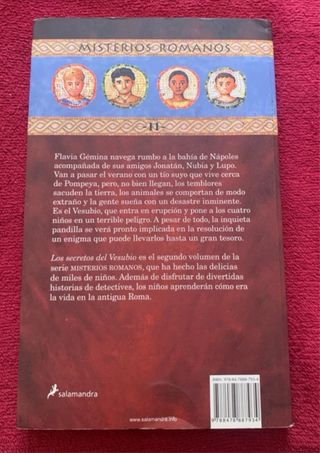 MISTERIOS ROMANOS
II
Flavia Gémina navega rumbo a la bahía de Nápoles
acompañada de sus amigos Jonatán, Nubia y Lupo.
Van a pasar el verano con un tío suyo que vive cerca
de Pompeya, pero, no bien llegan, los temblores
sacuden la tierra, los animales se comportan de modo
extraño y la gente sueña con un desastre inminente.
Es el Vesubio, que entra en erupción y pone a los cuatro
niños en un terrible peligro. A pesar de todo, la inquieta
pandilla se verá pronto implicada en la resolución de
un enigma que puede llevarlos hasta un gran tesoro.
Los secretos del Vesubio es el segundo volumen de la
serie MISTERIOS ROMANOS, que ha hecho las delicias
de miles de niños. Además de disfrutar de divertidas
historias de detectives, los niños aprenderán cómo era
la vida en la antigua Roma.
ISBN: 978-84-7888-793-4
9788478887934
salamandra
www.salamandra.info